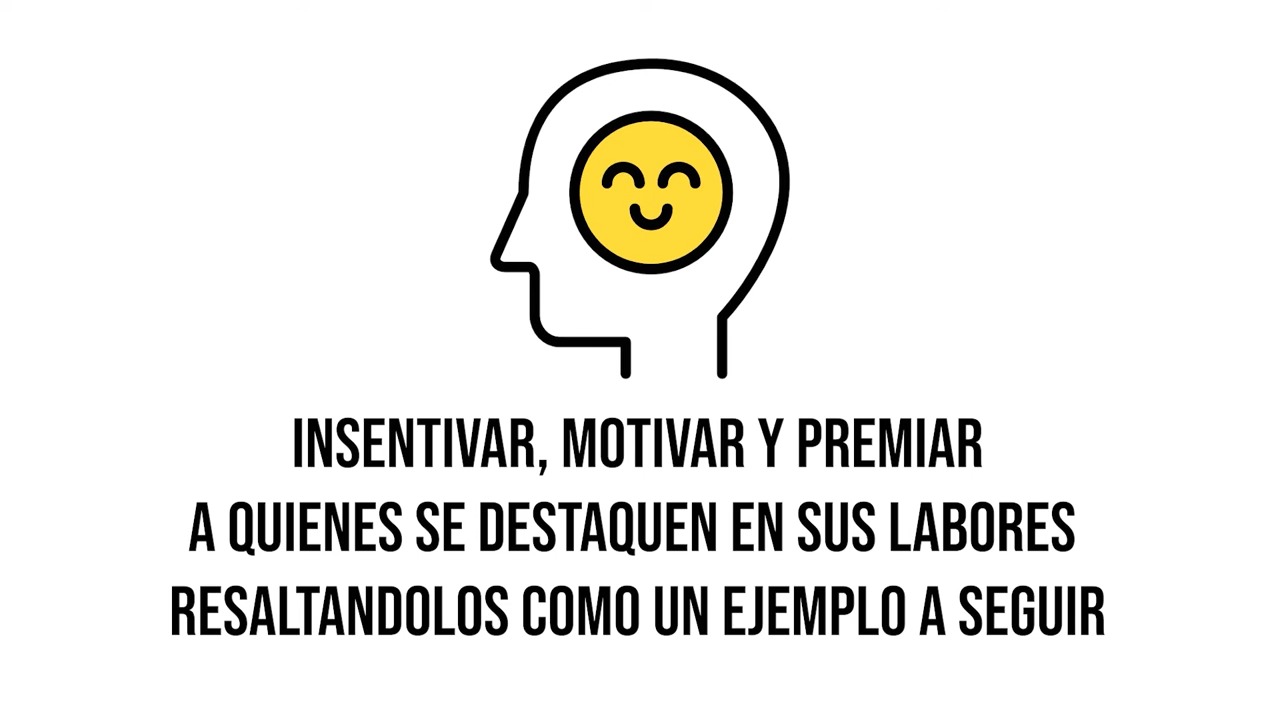 INSENTIVAR, MOTIVAR Y PREMIAR
A QUIENES SE DESTAQUEN EN SUS LABORES
RESALTANDOLOS COMO UN EJEMPLO A SEGUIR